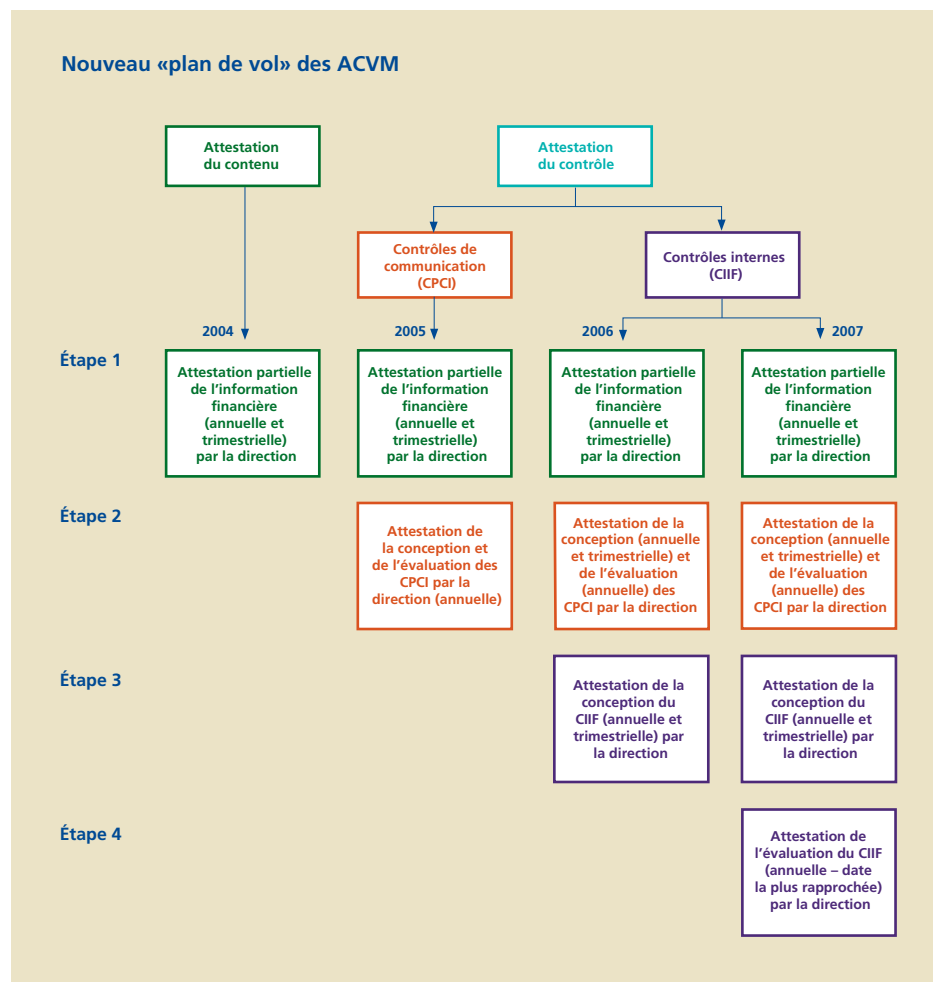 Nouveau «plan de vol» des ACVM
Attestation
du contenu
Attestation
du contrôle
Contrôles de
communication
(CPCI)
Contrôles internes
(CIIF)
2004
2005
2006
2007
Étape 1
Attestation partielle
de l’information
financière
(annuelle et
trimestrielle)
par la direction
Attestation partielle
de l’information
financière
(annuelle et
trimestrielle)
par la direction
Attestation partielle
de l’information
financière
(annuelle et
trimestrielle)
par la direction
Attestation partielle
de l’information
financière
(annuelle et
trimestrielle)
par la direction
Étape 2
Attestation de
la conception et
de l’évaluation des
CPCI par la
direction (annuelle)
Attestation de la
conception (annuelle
et trimestrielle) et
de l’évaluation
(annuelle) des
CPCI par la direction
Attestation de la
conception (annuelle
et trimestrielle) et
de l’évaluation
(annuelle) des
CPCI par la direction
Étape 3
Attestation de la
conception du
CIIF (annuelle et
trimestrielle) par
la direction
Attestation de la
conception du
CIIF (annuelle et
trimestrielle) par
la direction
Étape 4
Attestation de
l’évaluation du CIIF
(annuelle – date
la plus rapprochée)
par la direction